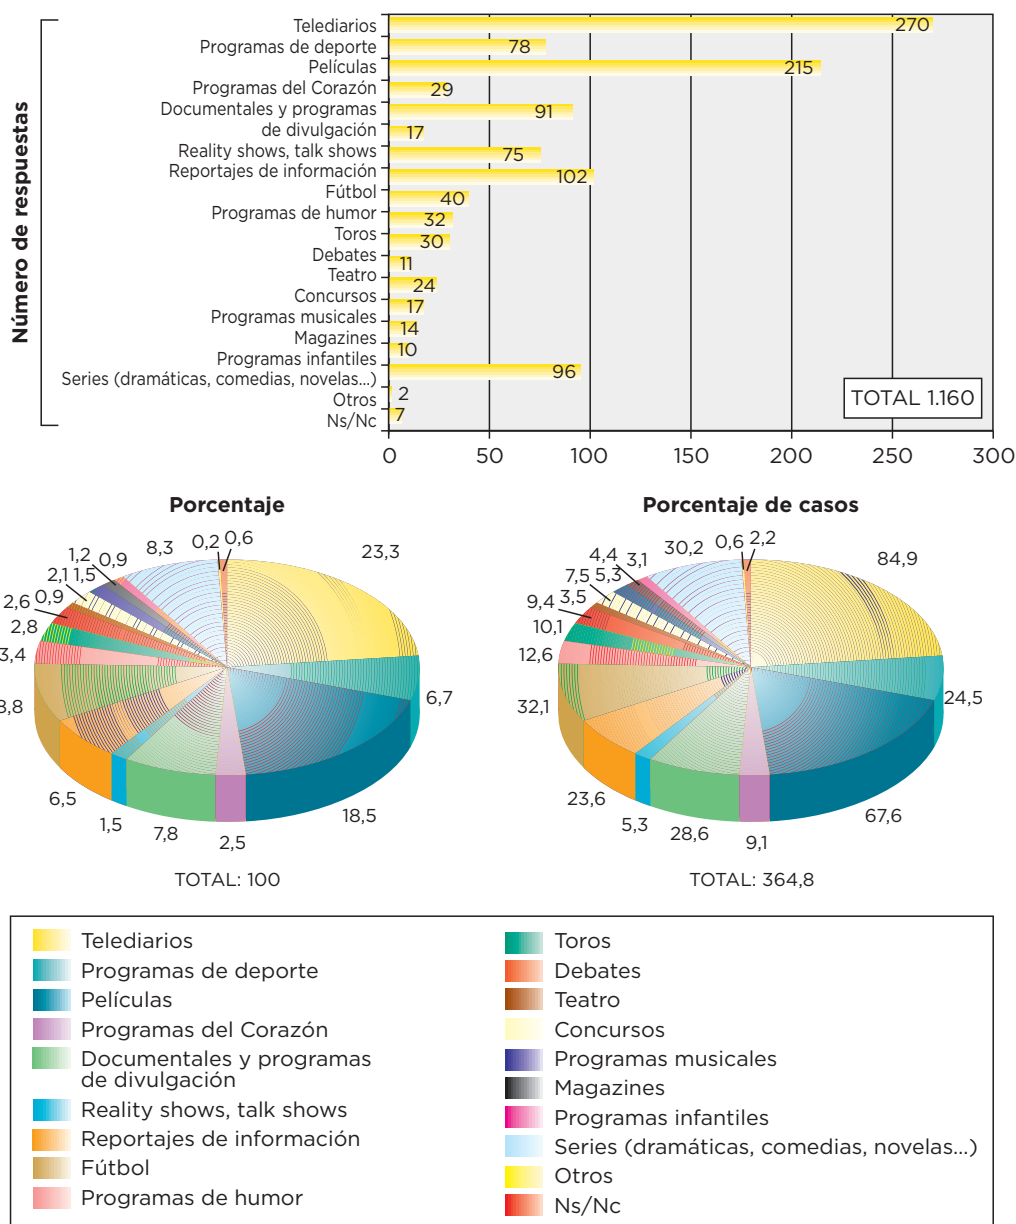 Número de respuestas
Telediarios 270
Programas de deporte 78
Películas 215
Programas del Corazón 29
Documentales y programas 91
de divulgación 17
Reality shows, talk shows 75
Reportajes de información 102
Fútbol 40
Programas de humor 32
Toros 30
Debates 11
Teatro 24
Concursos 17
Programas musicales 14
Magazines 10
Programas infantiles 96
Series (dramáticas, comedias, novelas...)
Otros 2
Ns/Nc 7
TOTAL 1.160
0 50 100 150 200 250 300
Porcentaje
23,3
6,7
18,5
2,5
7,8
1,5
6,5
8,8
3,4
2,8
2,6
0,9
2,1
1,5
1,2
0,9
8,3
0,2
0,6
TOTAL: 100
Porcentaje de casos
84,9
24,5
67,6
9,1
28,6
5,3
23,6
32,1
12,6
10,1
9,4
3,5
7,5
5,3
4,4
3,1
30,2
0,6
2,2
TOTAL: 364,8
Telediarios
Programas de deporte
Películas
Programas del Corazón
Documentales y programas
de divulgación
Reality shows, talk shows
Reportajes de información
Fútbol
Programas de humor
Toros
Debates
Teatro
Concursos
Programas musicales
Magazines
Programas infantiles
Series (dramáticas, comedias, novelas...)
Otros
Ns/Nc